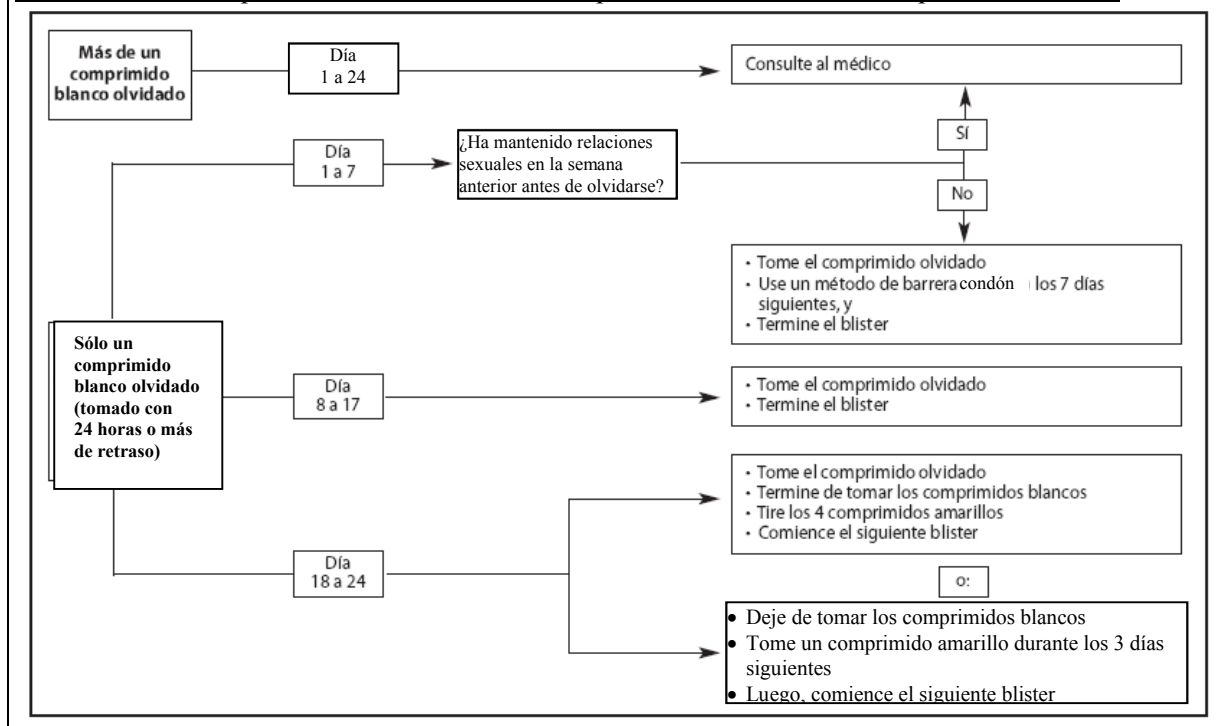 Más de un
comprimido
blanco olvidado
Día
1 a 24
Consulte al médico
Sí
Día
1 a 7
¿Ha mantenido relaciones
sexuales en la semana
anterior antes de olvidarse?
No
• Tome el comprimido olvidado
• Use un método de barrera condón los 7 días
siguientes, y
• Termine el blister
Sólo un
comprimido
blanco olvidado
(tomado con
24 horas o más
de retraso)
Día
8 a 17
• Tome el comprimido olvidado
• Termine el blister
Día
18 a 24
• Tome el comprimido olvidado
• Termine de tomar los comprimidos blancos
• Tire los 4 comprimidos amarillos
• Comience el siguiente blister
o:
• Deje de tomar los comprimidos blancos
• Tome un comprimido amarillo durante los 3 días
siguientes
• Luego, comience el siguiente blister